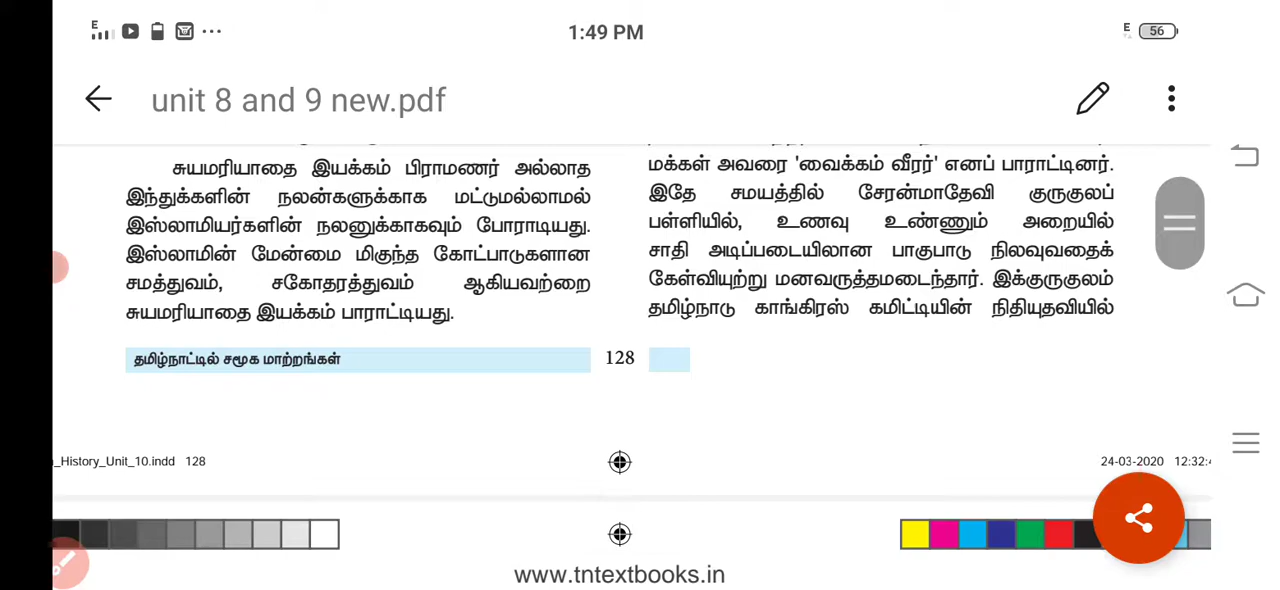 E
1:49 PM
E
56
unit 8 and 9 new.pdf
சுயமரியாதை இயக்கம் பிராமணர் அல்லாத
இந்துக்களின் நலன்களுக்காக மட்டுமல்லாமல்
இஸ்லாமியர்களின் நலனுக்காகவும் போராடியது.
இஸ்லாமின் மேன்மை மிகுந்த கோட்பாடுகளான
சமத்துவம், சகோதரத்துவம் ஆகியவற்றை
சுயமரியாதை இயக்கம் பாராட்டியது.
மக்கள் அவரை 'வைக்கம் வீரர்' எனப் பாராட்டினர்.
இதே சமயத்தில் சேரன்மாதேவி குருகுலப்
பள்ளியில், உணவு உண்ணும் அறையில்
சாதி அடிப்படையிலான பாகுபாடு நிலவுவதைக்
கேள்வியுற்று மனவருத்தமடைந்தார். இக்குருகுலம்
தமிழ்நாடு காங்கிரஸ் கமிட்டியின் நிதியுதவியில்
தமிழ்நாட்டில் சமூக மாற்றங்கள்
128
_History_Unit_10.indd 128
24-03-2020 12:32:4
www.tntextbooks.in